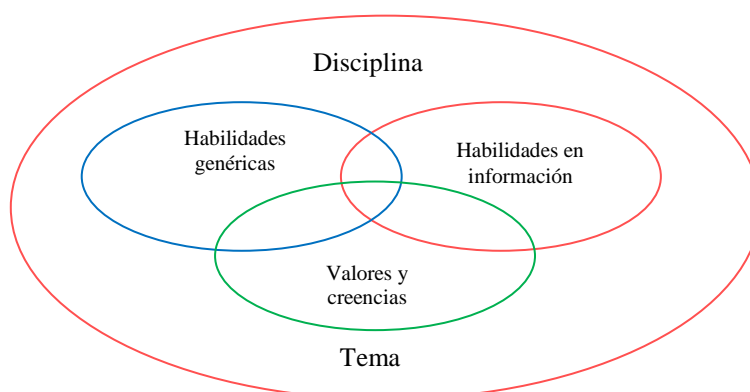 Disciplina
Habilidades
genéricas
Habilidades en
información
Valores y
creencias
Tema